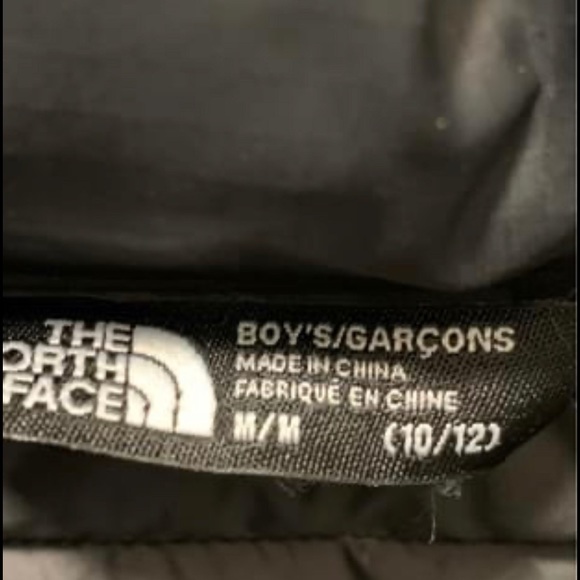 THE
ORTH
FACE
BOY'S/GARÇONS
MADE IN CHINA
FABRIQUÉ EN CHINE
M/M (10/12)